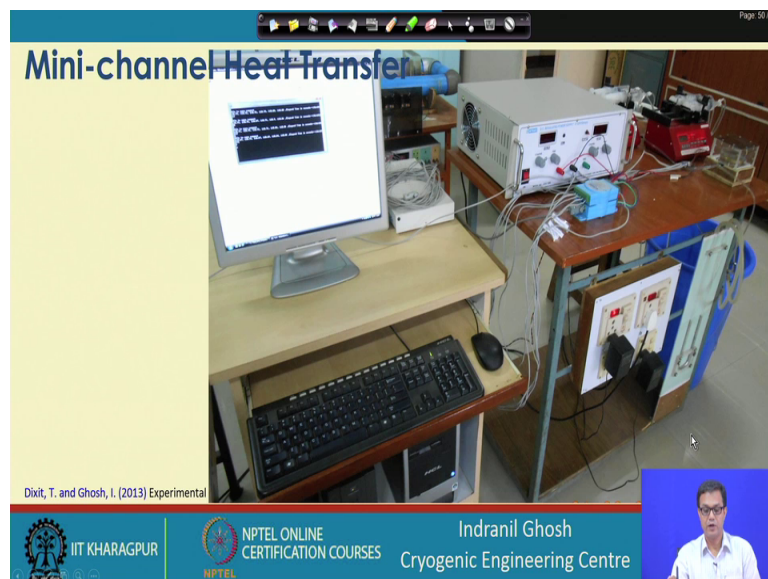 Page: 50 /
Mini-channel Heat Transfer
Dixit, T. and Ghosh, I. (2013) Experimental
IIT KHARAGPUR
NPTEL
NPTEL ONLINE
CERTIFICATION COURSES
Indranil Ghosh
Cryogenic Engineering Centre